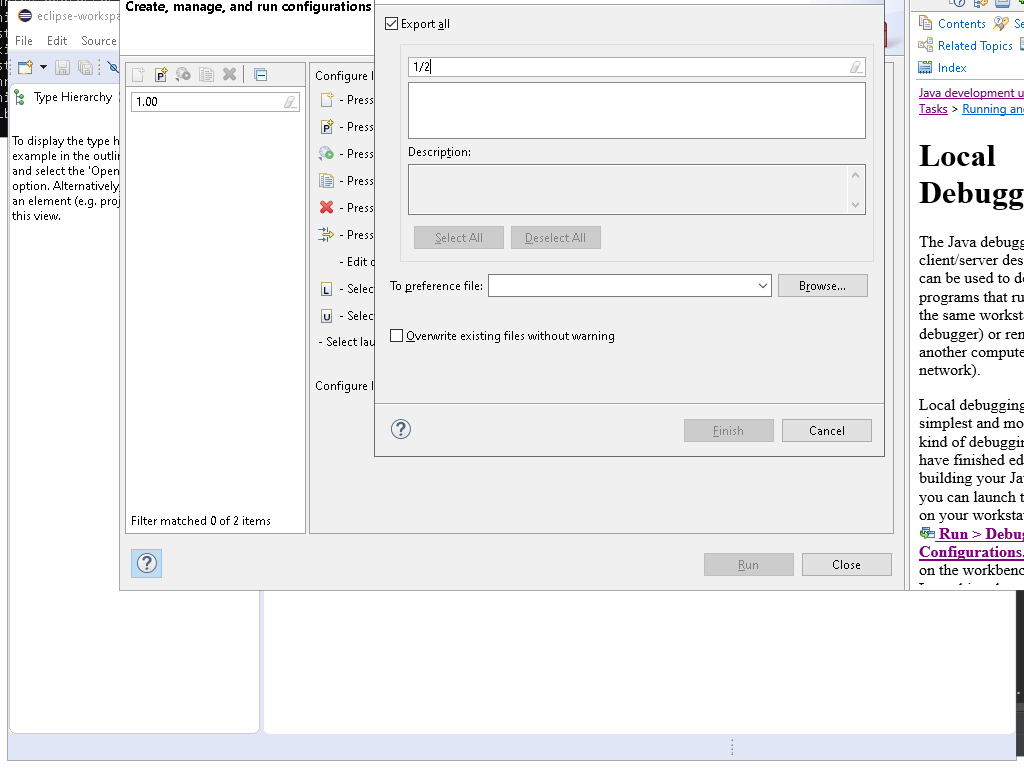 eclipse-workspa
File Edit Source
Type Hierarchy
To display the type h
example in the outlin
and select the 'Open
option. Alternatively
an element (e.g. proj
this view.
Create, manage, and run configurations
1.00
Filter matched 0 of 2 items
Configure l
- Press
P - Press
- Press
- Press
- Press
- Press
- Edit o
L - Selec
U - Selec
- Select lau
Configure l
? Run Close
Export all
1/2
Description:
Select All Deselect All
To preference file: Browse...
Overwrite existing files without warning
? Finish Cancel
Contents Se
Related Topics
Index
Java development u
Tasks > Running and
Local
Debugg
The Java debugg
client/server des
can be used to de
programs that ru
the same worksta
debugger) or rem
another compute
network).
Local debugging
simplest and mo
kind of debuggin
have finished ed
building your Jav
you can launch t
on your worksta
Run > Debug
Configurations.
on the workbenc